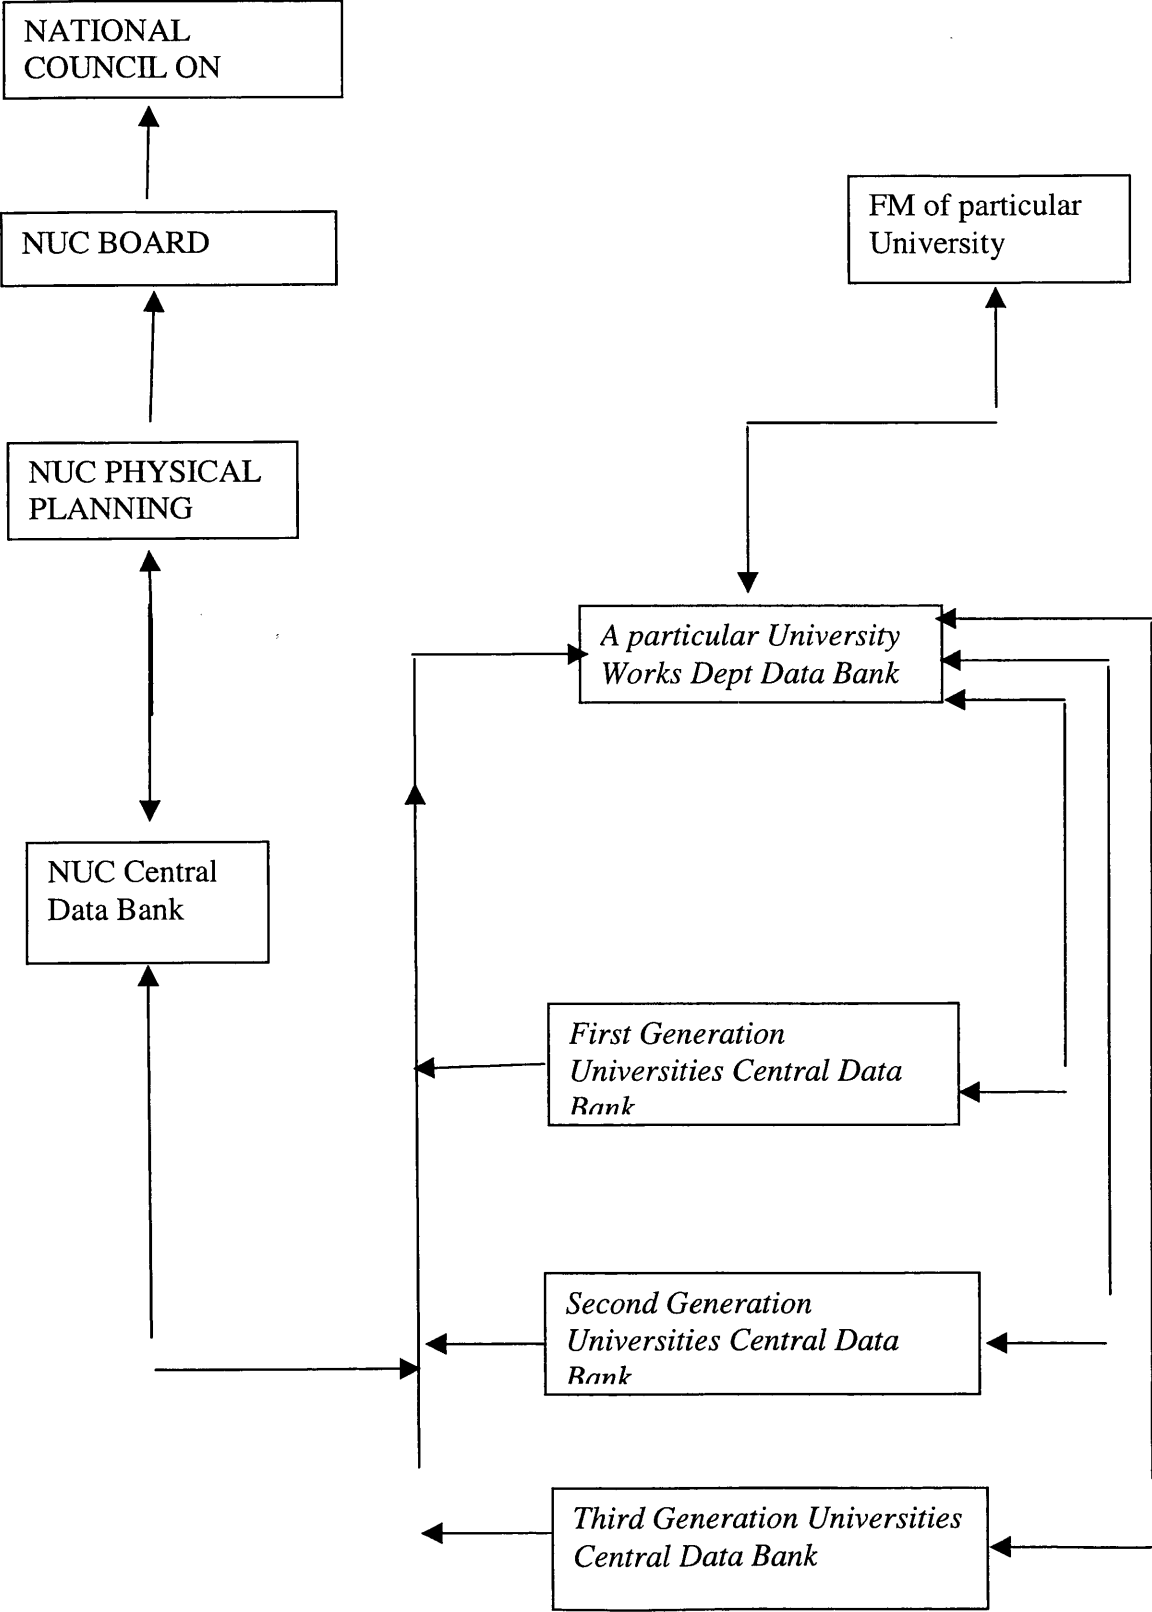 NATIONAL
COUNCIL ON
FM of particular
University
NUC BOARD
NUC PHYSICAL
PLANNING
A particular University
Works Dept Data Bank
NUC Central
Data Bank
First Generation
Universities Central Data
Bank
Second Generation
Universities Central Data
Bank
Third Generation Universities
Central Data Bank